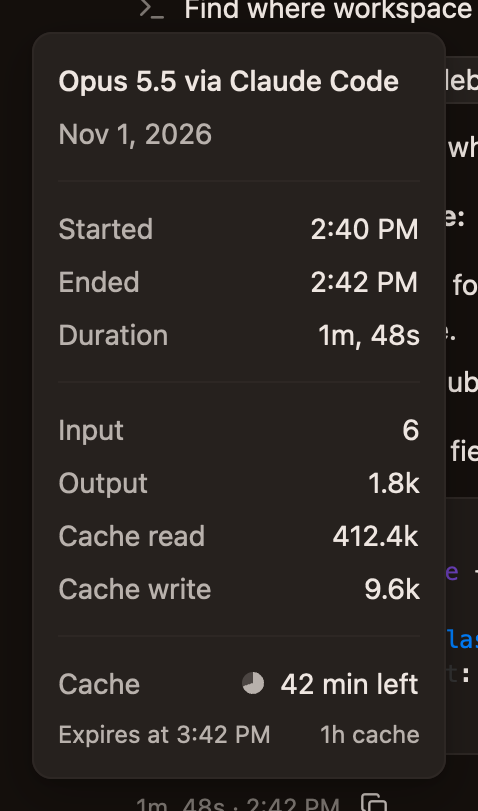 Find where workspace
Opus 5.5 via Claude Code
Nov 1, 2026
Started 2:40 PM
Ended 2:42 PM
Duration 1m, 48s
Input 6
Output 1.8k
Cache read 412.4k
Cache write 9.6k
Cache 42 min left
Expires at 3:42 PM 1h cache
1m, 48s · 2:42 PM